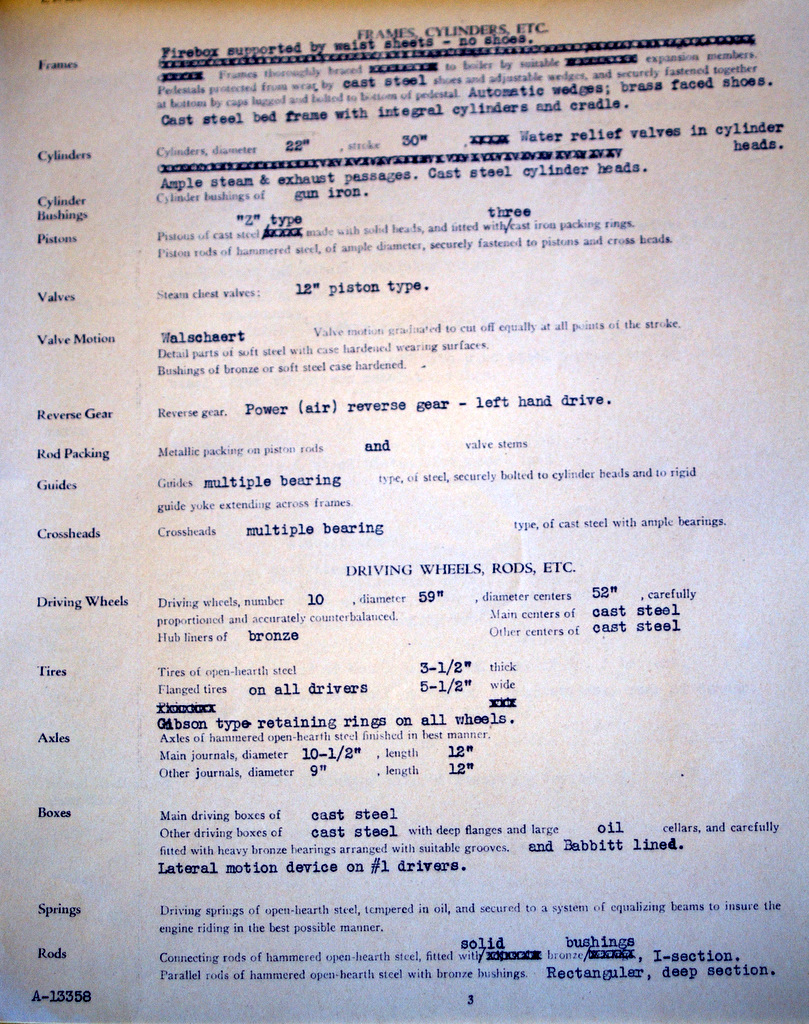 FRAMES, CYLINDERS, ETC.
Firebox supported by waist sheets - no shoes.
Frames
Frames thoroughly braced to boiler by suitable expansion members.
Pedestals protected from wear by cast steel shoes and adjustable wedges, and securely fastened together
at bottom by caps lugged and bolted to bottom of pedestal. Automatic wedges; brass faced shoes.
Cast steel bed frame with integral cylinders and cradle.
Cylinders Cylinders, diameter 22" , stroke 30" , Water relief valves in cylinder
heads.
Ample steam & exhaust passages. Cast steel cylinder heads.
Cylinder Bushings Cylinder bushings of gun iron.
"Z" type three
Pistons Pistons of cast steel/ made with solid heads, and fitted with/cast iron packing rings.
Piston rods of hammered steel, of ample diameter, securely fastened to pistons and cross heads.
Valves Steam chest valves: 12" piston type.
Valve Motion Walschaert Valve motion graduated to cut off equally at all points of the stroke.
Detail parts of soft steel with case hardened wearing surfaces.
Bushings of bronze or soft steel case hardened.
Reverse Gear Reverse gear. Power (air) reverse gear - left hand drive.
Rod Packing Metallic packing on piston rods and valve stems
Guides Guides multiple bearing type, of steel, securely bolted to cylinder heads and to rigid
guide yoke extending across frames.
Crossheads Crossheads multiple bearing type, of cast steel with ample bearings.
DRIVING WHEELS, RODS, ETC.
Driving Wheels Driving wheels, number 10 , diameter 59" , diameter centers 52" , carefully
proportioned and accurately counterbalanced. Main centers of cast steel
Hub liners of bronze Other centers of cast steel
Tires Tires of open-hearth steel 3-1/2" thick
Flanged tires on all drivers 5-1/2" wide
Gibson type retaining rings on all wheels.
Axles Axles of hammered open-hearth steel finished in best manner.
Main journals, diameter 10-1/2" , length 12"
Other journals, diameter 9" , length 12"
Boxes Main driving boxes of cast steel
Other driving boxes of cast steel with deep flanges and large oil cellars, and carefully
fitted with heavy bronze bearings arranged with suitable grooves. and Babbitt lined.
Lateral motion device on #1 drivers.
Springs Driving springs of open-hearth steel, tempered in oil, and secured to a system of equalizing beams to insure the
engine riding in the best possible manner.
solid bushings
Rods Connecting rods of hammered open-hearth steel, fitted with/ bronze/ , I-section.
Parallel rods of hammered open-hearth steel with bronze bushings. Rectangular, deep section.
A-13358 3